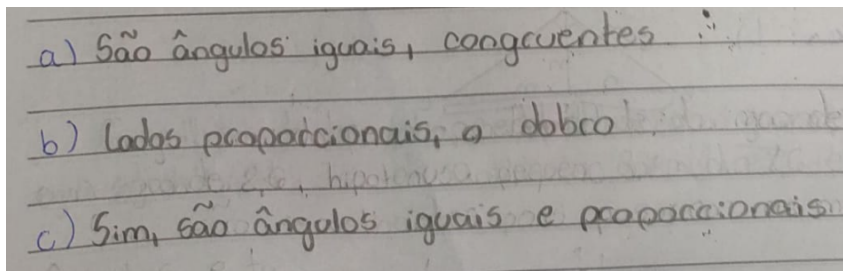 a) São ângulos iguais, congruentes
b) Lados proporcionais, o dobro
c) Sim, são ângulos iguais e proporcionais